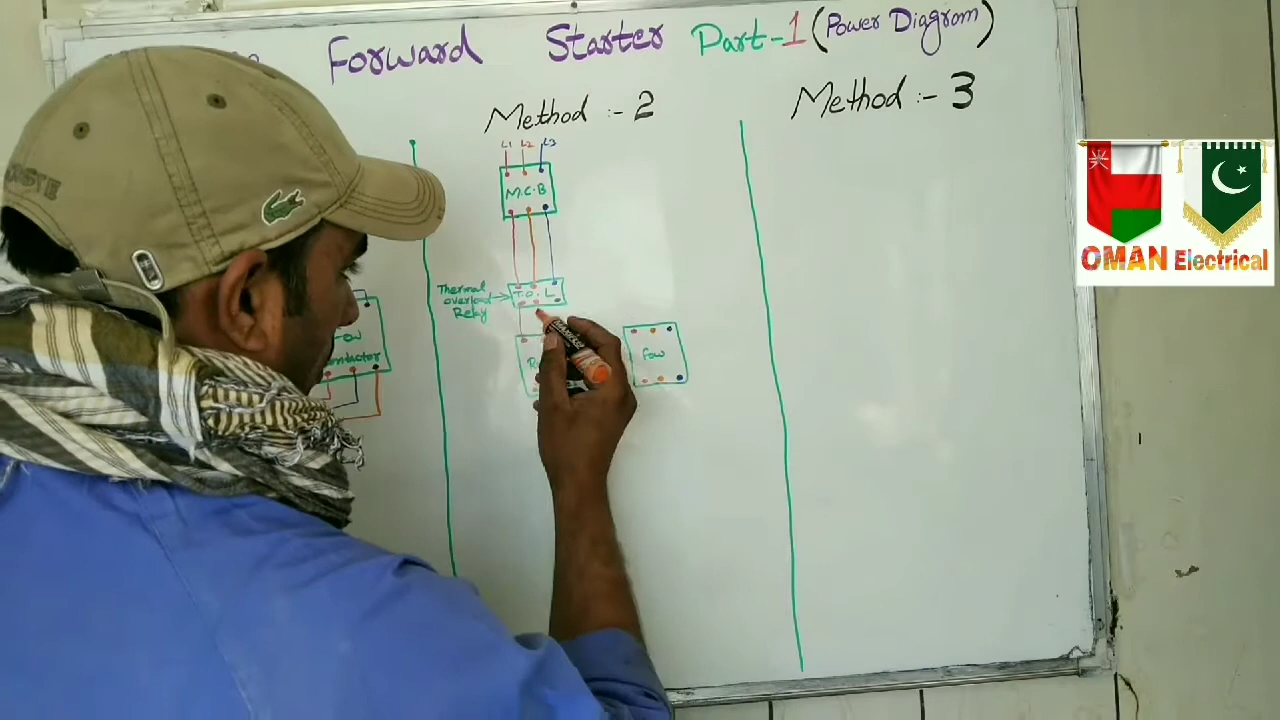 Forward Starter Part-1 (Power Diagram)
Method :- 2
Method :- 3
L1 L2 L3
M.C.B
Thermal
overload
Relay
T.O.L
Fow
OMAN Electrical